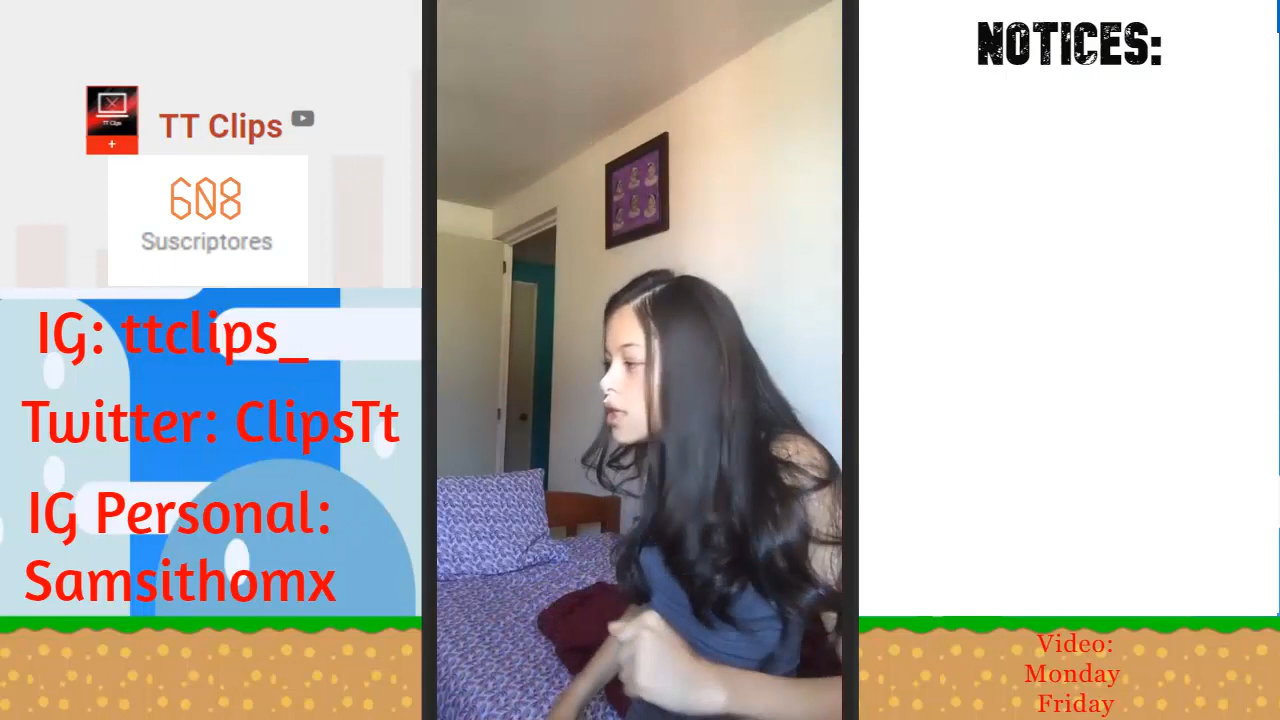 TT Clips
608
Suscriptores
IG: ttclips_
Twitter: ClipsTt
IG Personal:
Samsithomx
NOTICES:
Video:
Monday
Friday